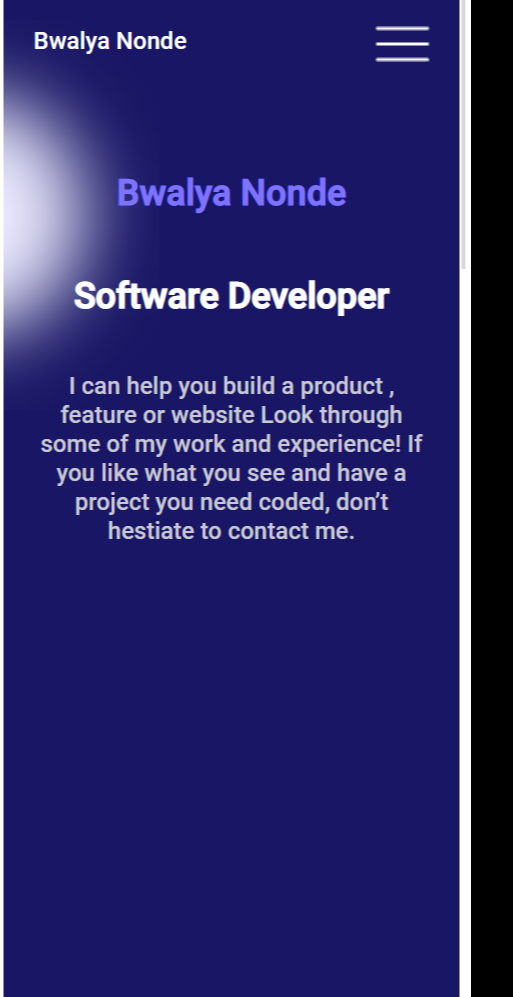 Bwalya Nonde
Bwalya Nonde
Software Developer
I can help you build a product ,
feature or website Look through
some of my work and experience! If
you like what you see and have a
project you need coded, don’t
hestiate to contact me.